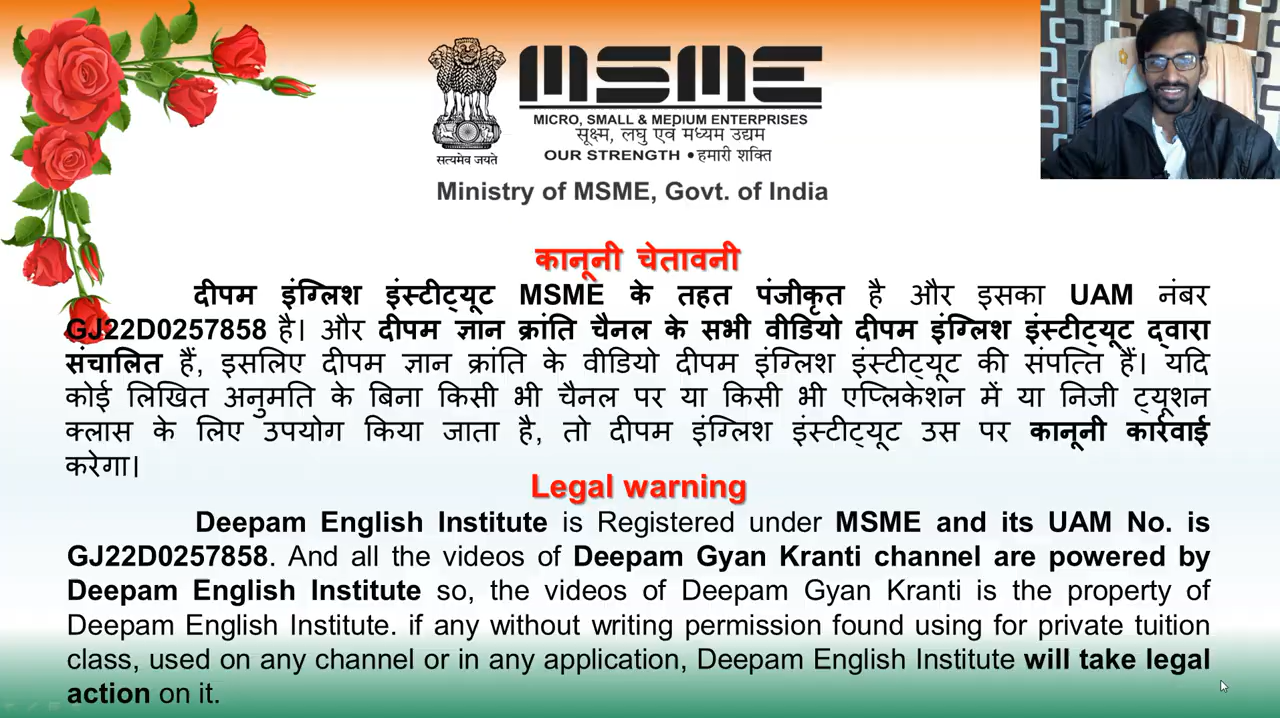 MSME
MICRO, SMALL & MEDIUM ENTERPRISES
सूक्ष्म, लघु एवं मध्यम उद्यम
सत्यमेव जयते
OUR STRENGTH • हमारी शक्ति
Ministry of MSME, Govt. of India
कानूनी चेतावनी
दीपम इंग्लिश इंस्टीट्यूट MSME के तहत पंजीकृत है और इसका UAM नंबर
GJ22D0257858 है। और दीपम ज्ञान क्रांति चैनल के सभी वीडियो दीपम इंग्लिश इंस्टीट्यूट द्वारा
संचालित हैं, इसलिए दीपम ज्ञान क्रांति के वीडियो दीपम इंग्लिश इंस्टीट्यूट की संपत्ति हैं। यदि
कोई लिखित अनुमति के बिना किसी भी चैनल पर या किसी भी एप्लिकेशन में या निजी ट्यूशन
क्लास के लिए उपयोग किया जाता है, तो दीपम इंग्लिश इंस्टीट्यूट उस पर कानूनी कार्रवाई
करेगा।
Legal warning
Deepam English Institute is Registered under MSME and its UAM No. is
GJ22D0257858. And all the videos of Deepam Gyan Kranti channel are powered by
Deepam English Institute so, the videos of Deepam Gyan Kranti is the property of
Deepam English Institute. if any without writing permission found using for private tuition
class, used on any channel or in any application, Deepam English Institute will take legal
action on it.